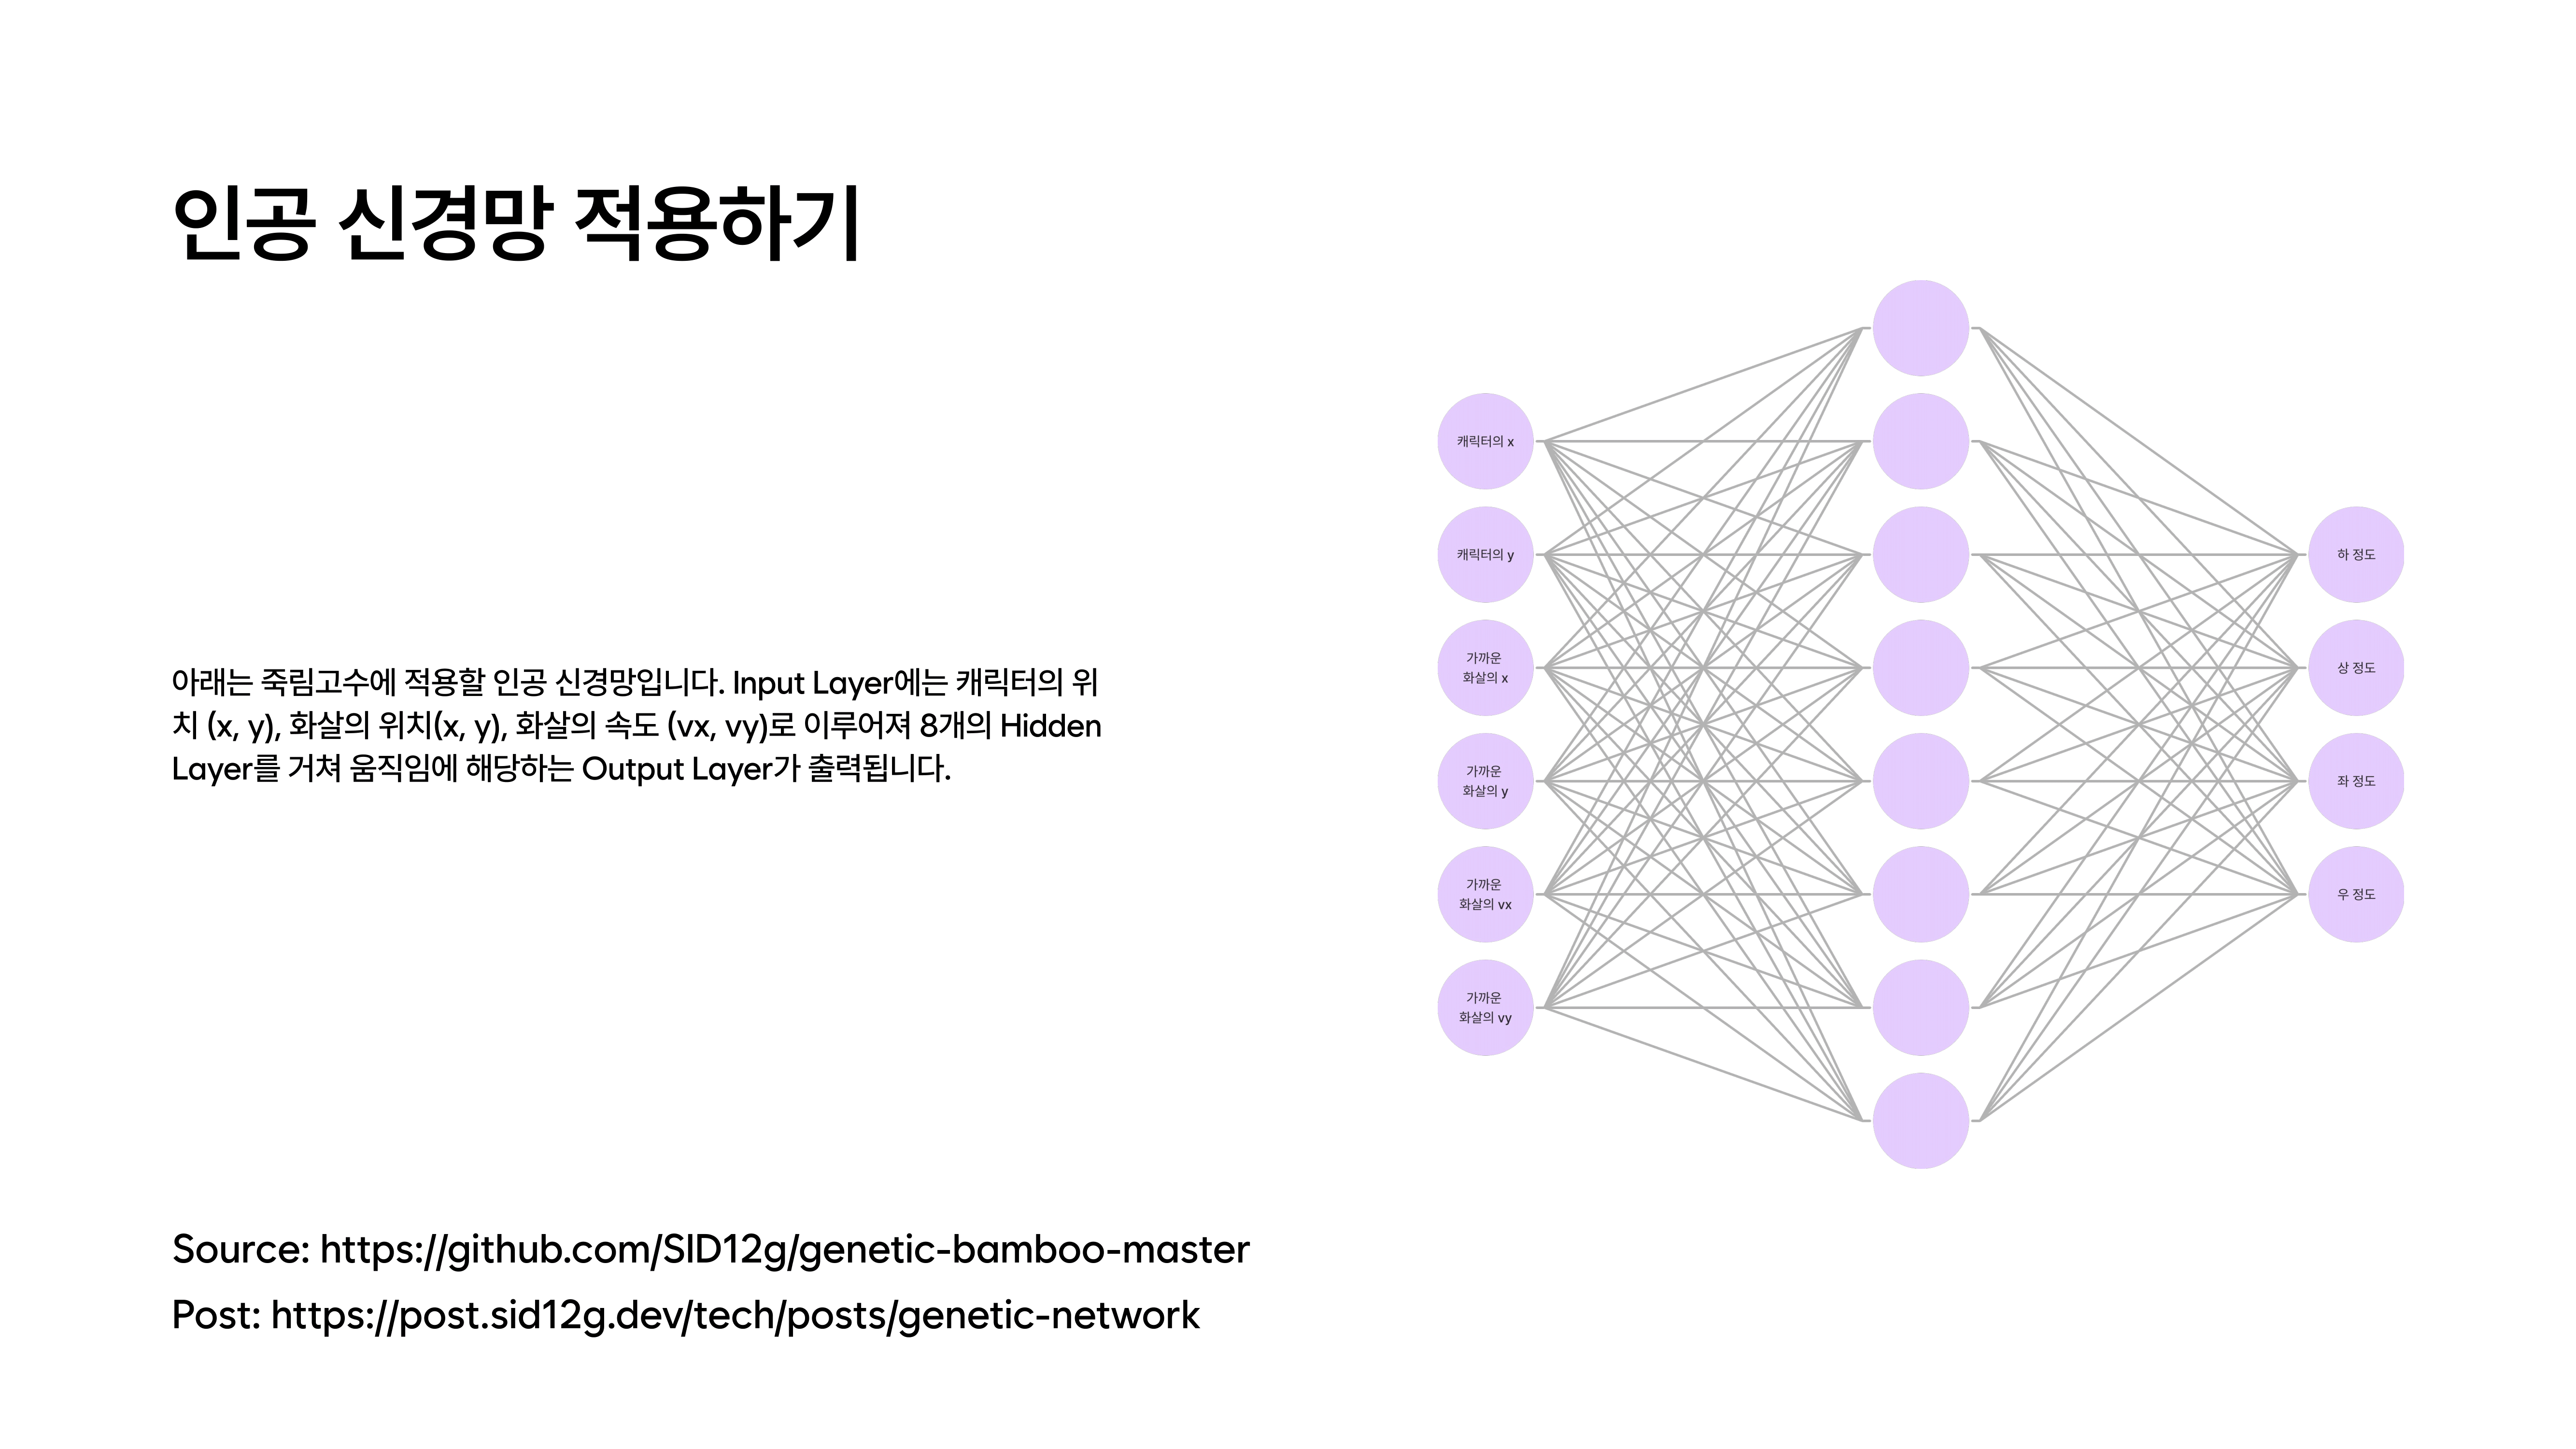 인공 신경망 적용하기
아래는 죽림고수에 적용할 인공 신경망입니다. Input Layer에는 캐릭터의 위
치 (x, y), 화살의 위치(x, y), 화살의 속도 (vx, vy)로 이루어져 8개의 Hidden
Layer를 거쳐 움직임에 해당하는 Output Layer가 출력됩니다.
Source: https://github.com/SID12g/genetic-bamboo-master
Post: https://post.sid12g.dev/tech/posts/genetic-network
캐릭터의 x
캐릭터의 y
가까운
화살의 x
가까운
화살의 y
가까운
화살의 vx
가까운
화살의 vy
하 정도
상 정도
좌 정도
우 정도